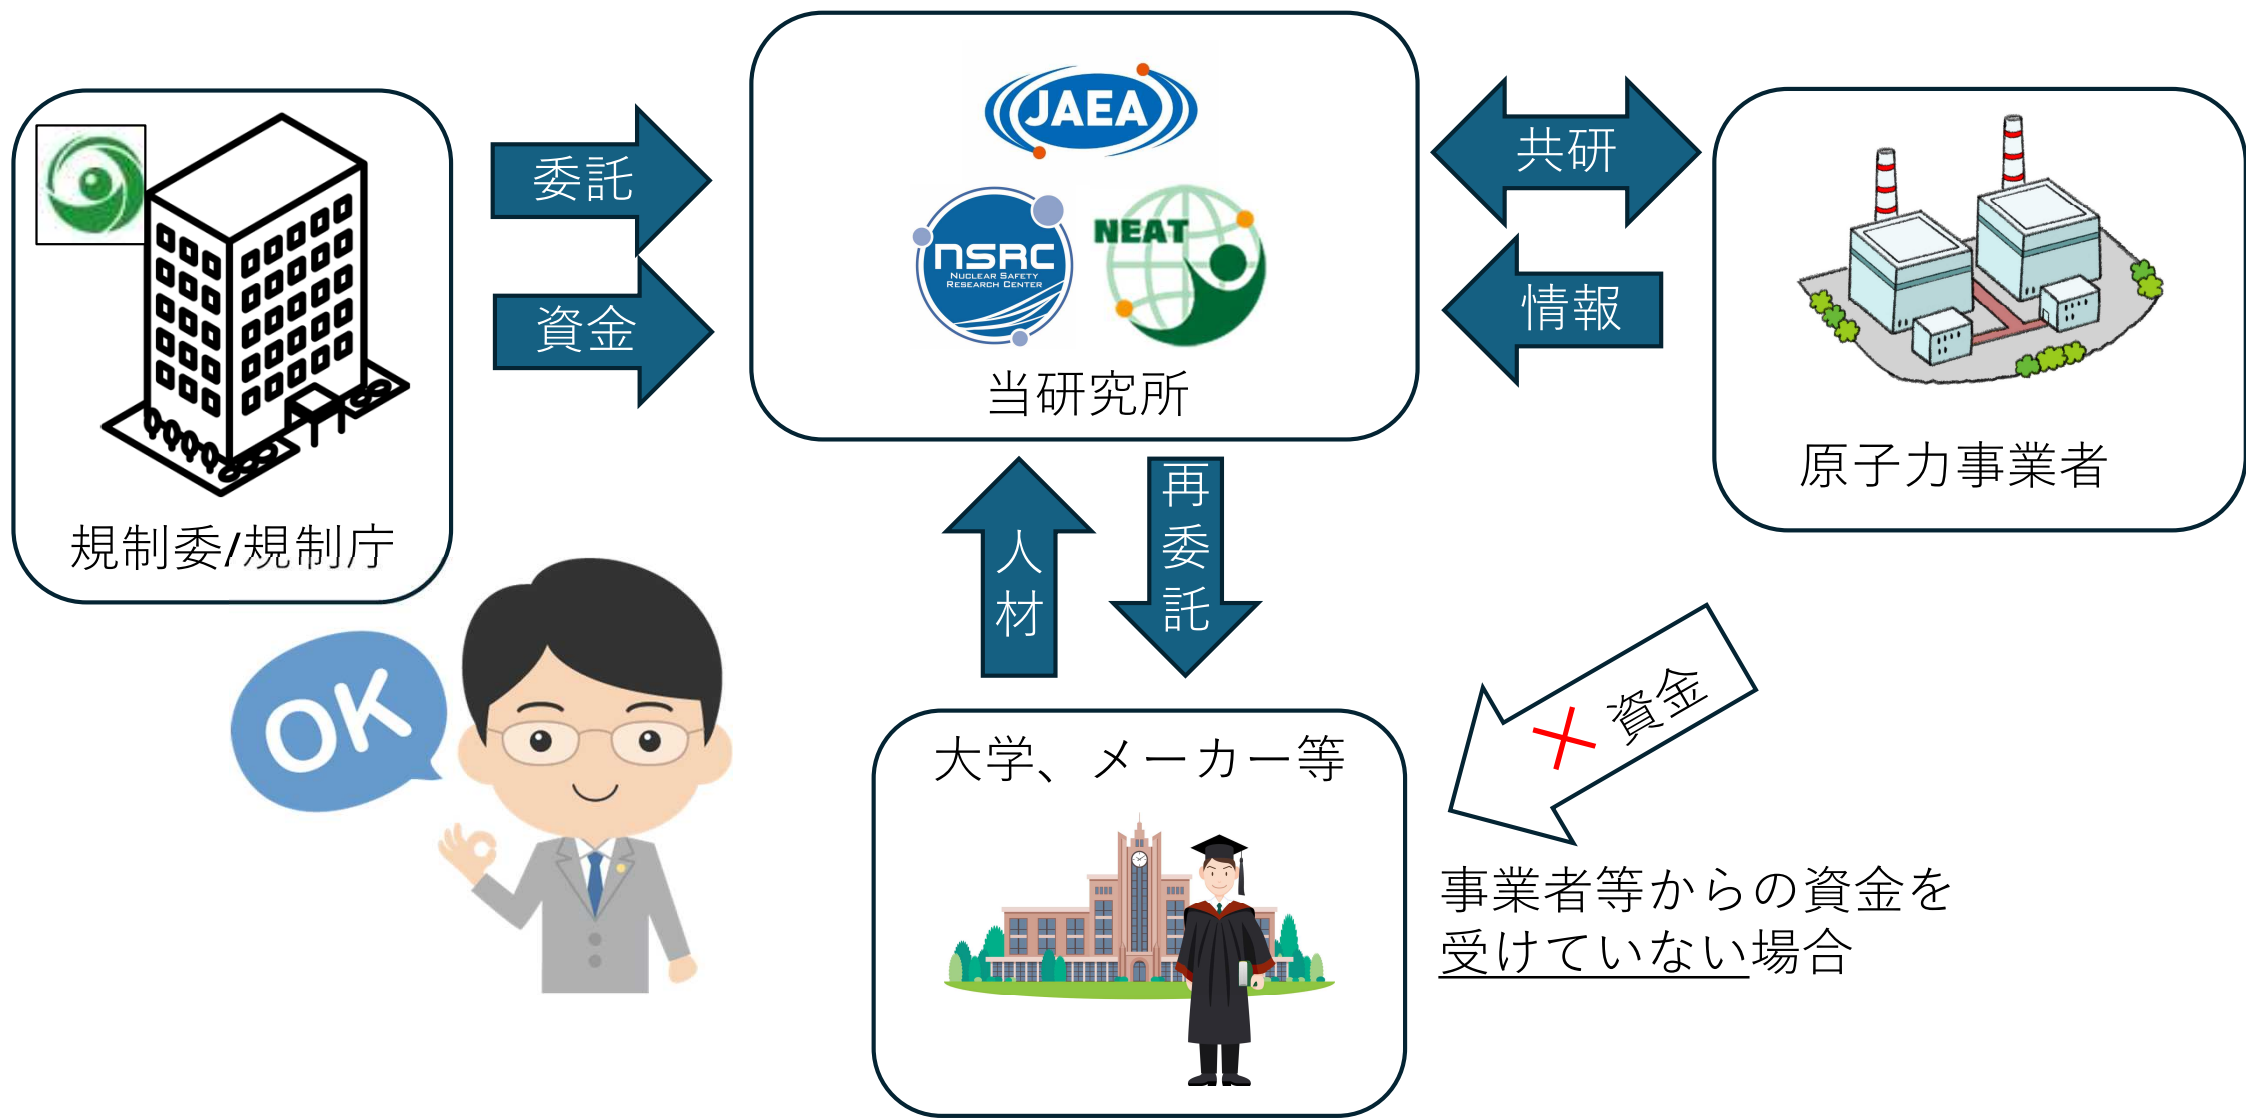 JAEA
委託
共研
NSRC
NUCLEAR SAFETY
RESEARCH CENTER
NEAT
資金
情報
当研究所
原子力事業者
規制委/規制庁
人材
再委託
OK
資金
大学、メーカー等
事業者等からの資金を
受けていない場合